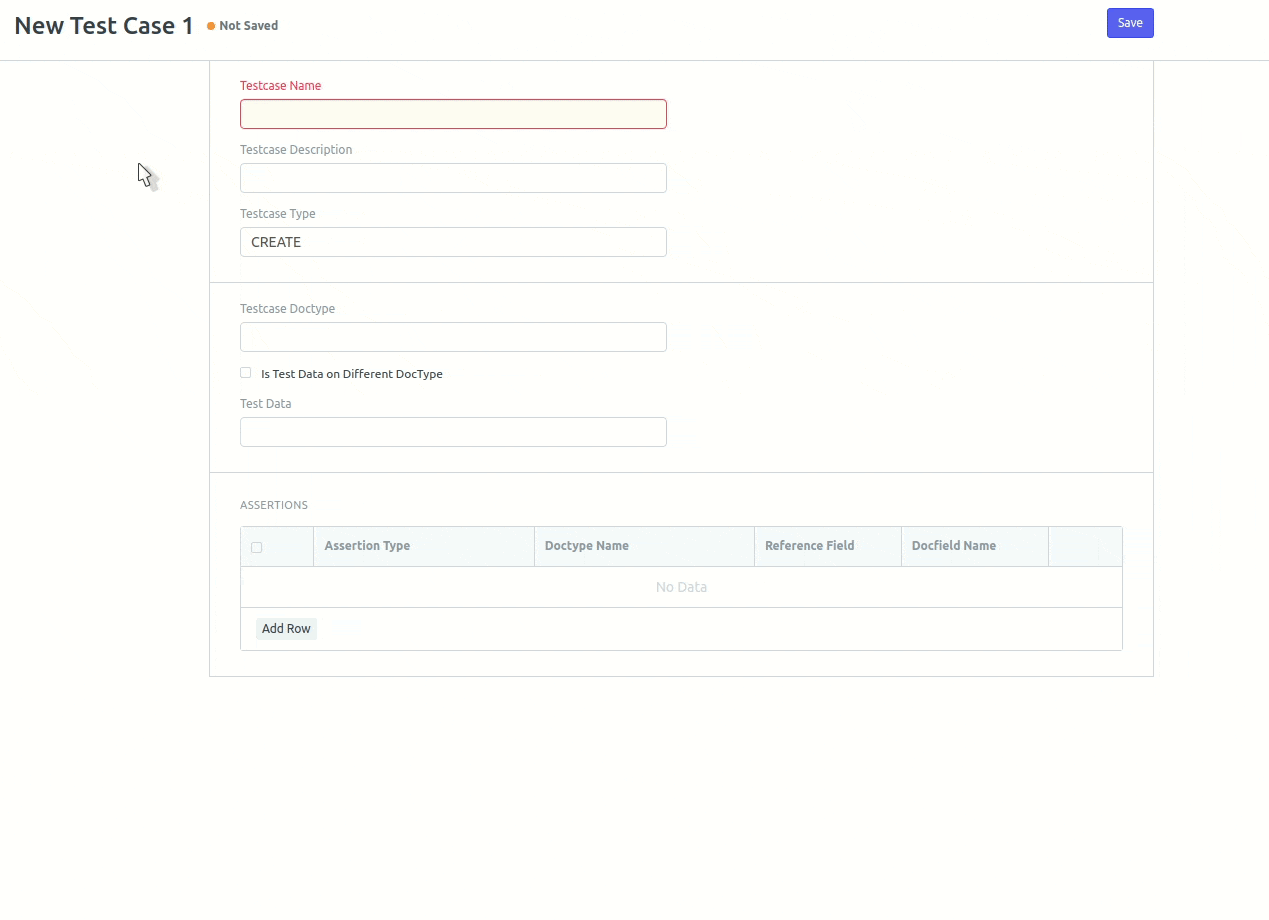 New Test Case 1 Not Saved Save
Testcase Name
Testcase Description
Testcase Type
CREATE
Testcase Doctype
Is Test Data on Different DocType
Test Data
ASSERTIONS
Assertion Type Doctype Name Reference Field Docfield Name
No Data
Add Row